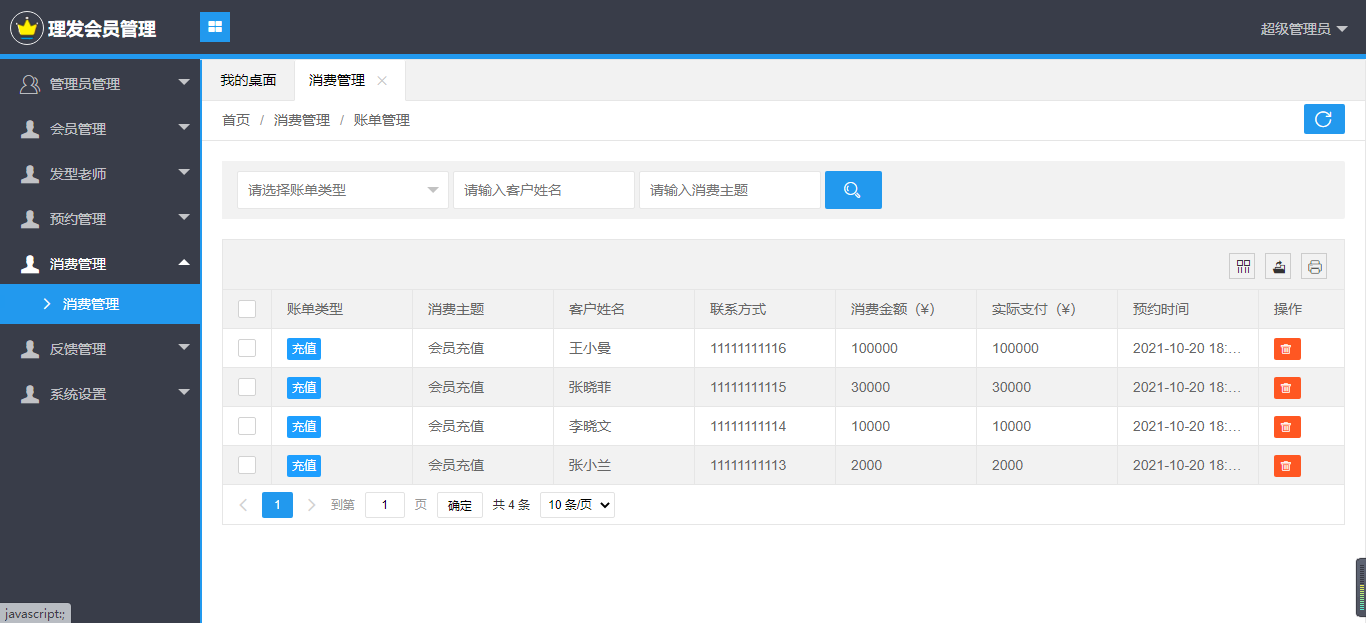 理发会员管理
超级管理员
管理员管理
会员管理
发型老师
预约管理
消费管理
消费管理
反馈管理
系统设置
我的桌面 消费管理
首页 / 消费管理 / 账单管理
请选择账单类型 请输入客户姓名 请输入消费主题
账单类型 消费主题 客户姓名 联系方式 消费金额（¥） 实际支付（¥） 预约时间 操作
充值 会员充值 王小曼 11111111116 100000 100000 2021-10-20 18:...
充值 会员充值 张晓菲 11111111115 30000 30000 2021-10-20 18:...
充值 会员充值 李晓文 11111111114 10000 10000 2021-10-20 18:...
充值 会员充值 张小兰 11111111113 2000 2000 2021-10-20 18:...
1 到第 1 页 确定 共 4 条 10 条/页
javascript:;